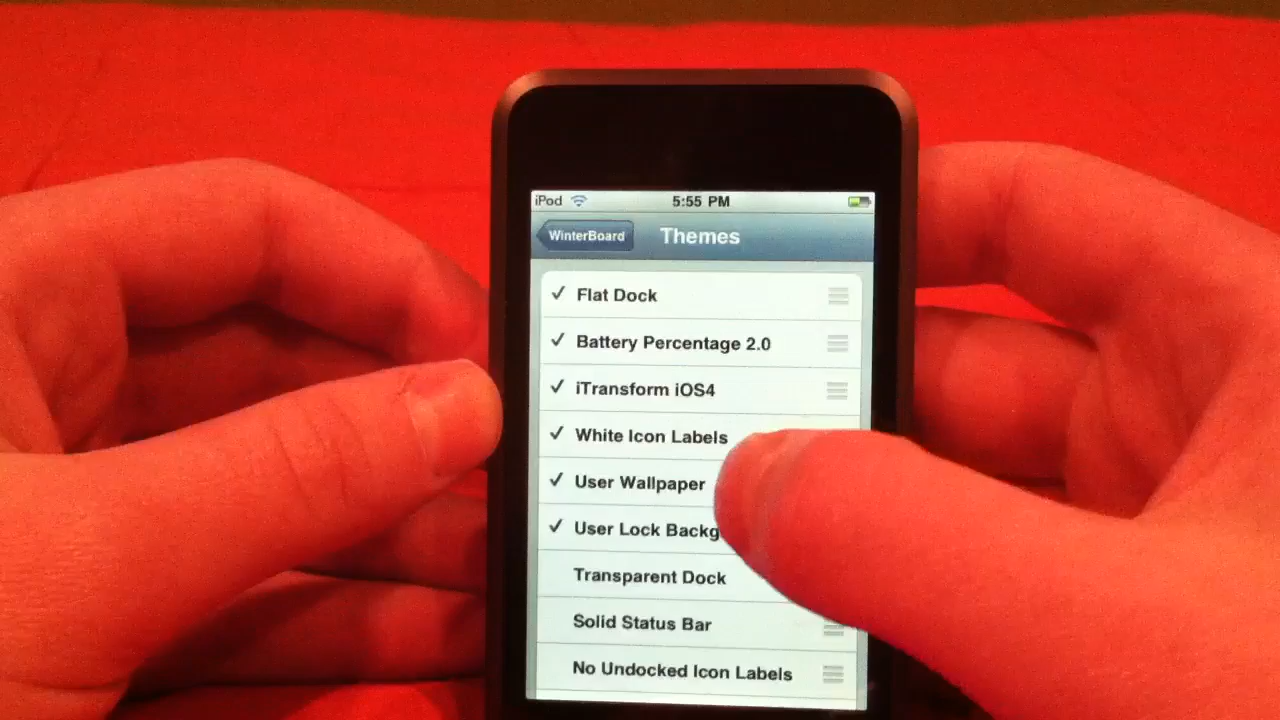 iPod 5:55 PM
WinterBoard Themes
Flat Dock
Battery Percentage 2.0
iTransform iOS4
White Icon Labels
User Wallpaper
User Lock Backg
Transparent Dock
Solid Status Bar
No Undocked Icon Labels